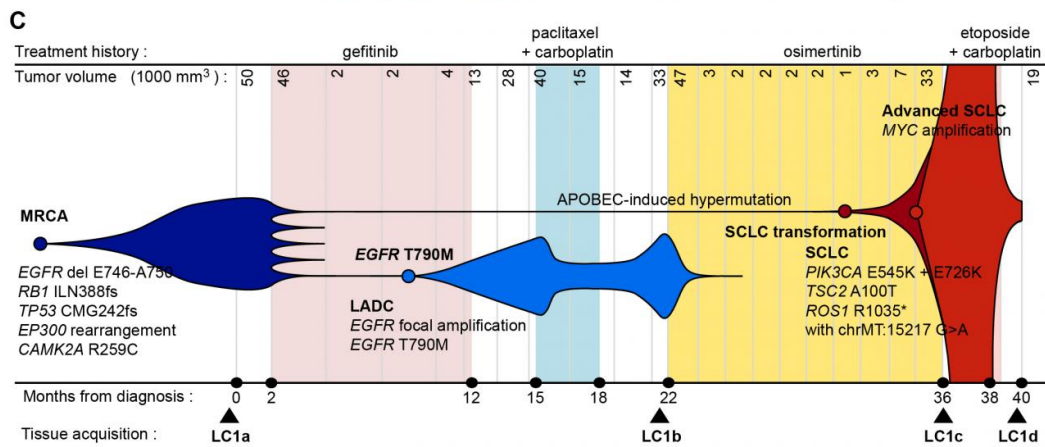 C
Treatment history :
gefitinib
paclitaxel
+ carboplatin
osimertinib
etoposide
+ carboplatin
Tumor volume (1000 mm³) : 50 46 2 2 4 13 28 40 15 14 33 47 3 2 2 2 2 1 3 7 33 19
Advanced SCLC
MYC amplification
APOBEC-induced hypermutation
MRCA
EGFR del E746-A750
RB1 ILN388fs
TP53 CMG242fs
EP300 rearrangement
CAMK2A R259C
EGFR T790M
LADC
EGFR focal amplification
EGFR T790M
SCLC transformation
SCLC
PIK3CA E545K + E726K
TSC2 A100T
ROS1 R1035*
with chrMT:15217 G>A
Months from diagnosis : 0 2 12 15 18 22 36 38 40
Tissue acquisition : LC1a LC1b LC1c LC1d